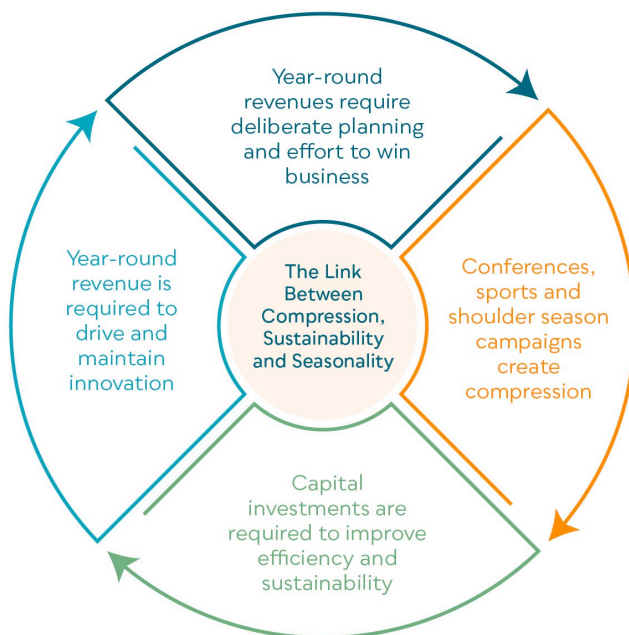 Year-round
revenues require
deliberate planning
and effort to win
business
Conferences,
sports and
shoulder season
campaigns
create
compression
Capital
investments are
required to improve
efficiency and
sustainability
Year-round
revenue is
required to
drive and
maintain
innovation
The Link
Between
Compression,
Sustainability
and Seasonality